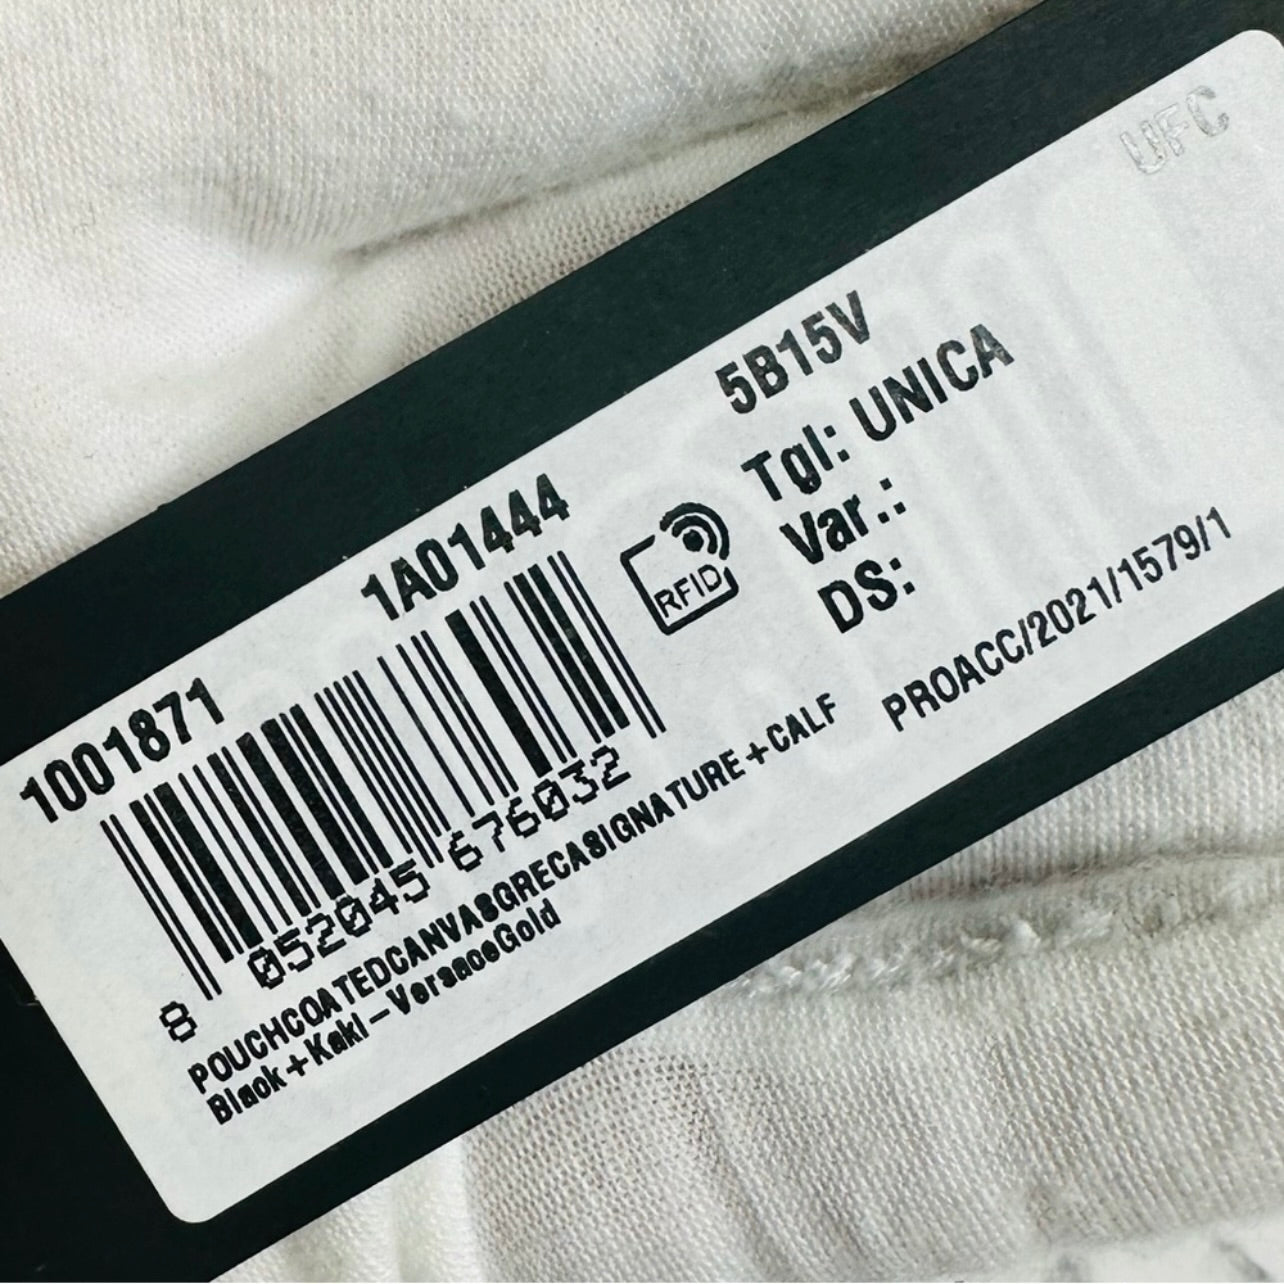 UFC
1001871 1A01444 5B15V
Tgl: UNICA
Var.:
DS:
RFID
8 052045 676032
POUCHCOATEDCANVASGRECASIGNATURE+CALF PROACC/2021/1579/1
Black+Kaki-VersaceGold